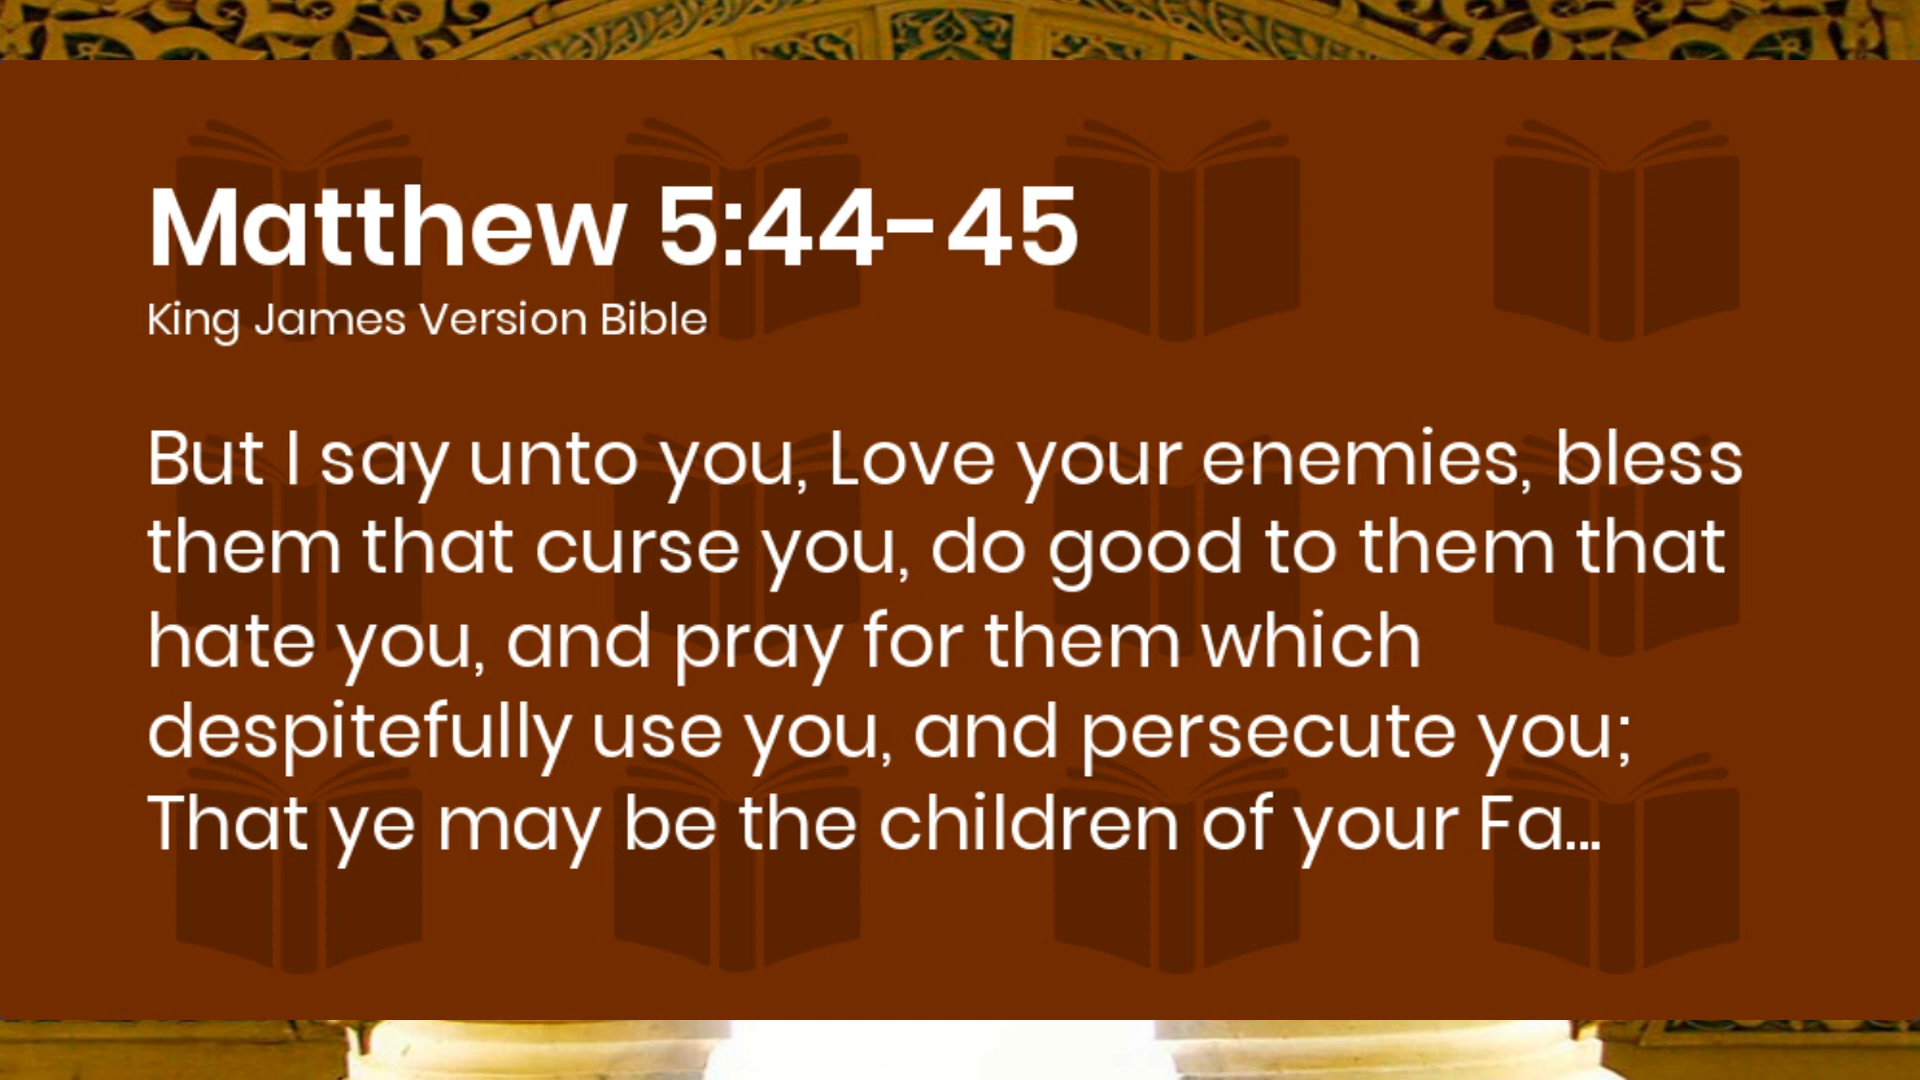 Matthew 5:44-45
King James Version Bible
But I say unto you, Love your enemies, bless
them that curse you, do good to them that
hate you, and pray for them which
despitefully use you, and persecute you;
That ye may be the children of your Fa...